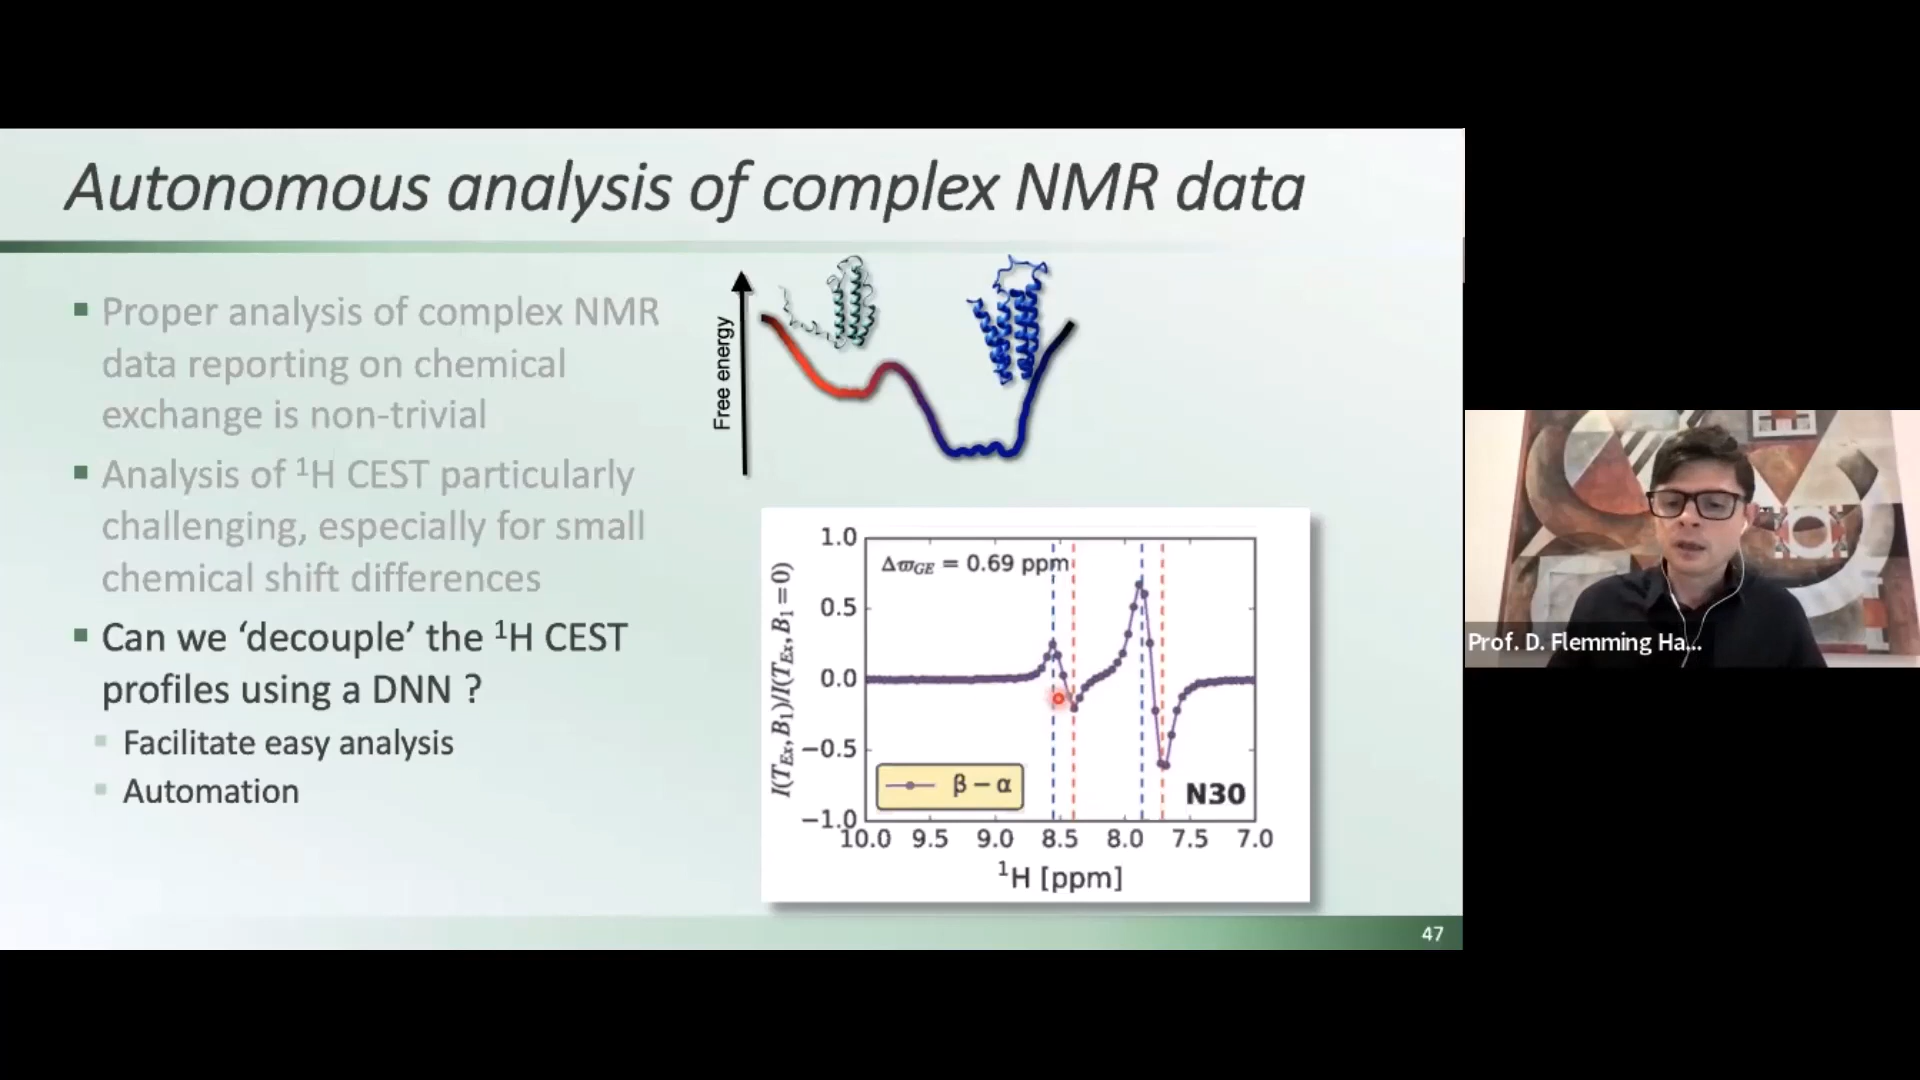 Autonomous analysis of complex NMR data
▪ Proper analysis of complex NMR
data reporting on chemical
exchange is non-trivial
▪ Analysis of ¹H CEST particularly
challenging, especially for small
chemical shift differences
▪ Can we ‘decouple’ the ¹H CEST
profiles using a DNN ?
▪ Facilitate easy analysis
▪ Automation
Free energy
I(T_Ex, B₁)/I(T_Ex, B₁ = 0)
1.0
0.5
0.0
−0.5
−1.0
Δϖ_GE = 0.69 ppm
β − α
N30
10.0 9.5 9.0 8.5 8.0 7.5 7.0
¹H [ppm]
47
Prof. D. Flemming Ha...